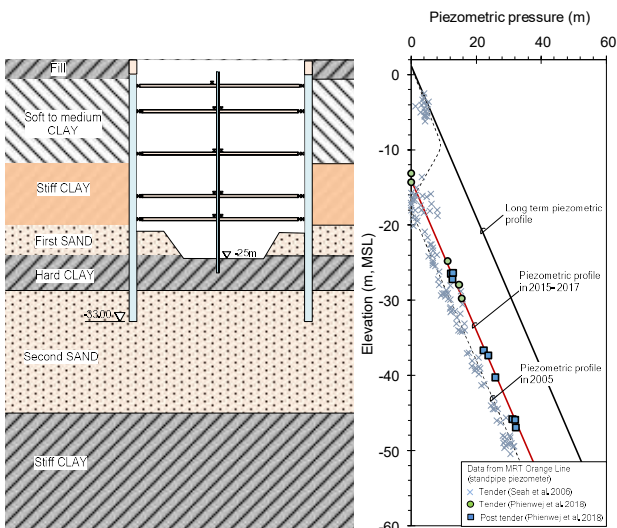 Fill
Soft to medium
CLAY
Stiff CLAY
First SAND
-25m
Hard CLAY
-33.00
Second SAND
Stiff CLAY
Piezometric pressure (m)
0 20 40 60
Elevation (m, MSL)
0
-10
-20
-30
-40
-50
-60
Long term piezometric
profile
Piezometric profile
in 2015-2017
Piezometric profile
in 2005
Data from MRT Orange Line
(standpipe piezometer)
Tender (Seah et al. 2006)
Tender (Phienwej et al. 2018)
Post tender (Phienwej et al. 2018)